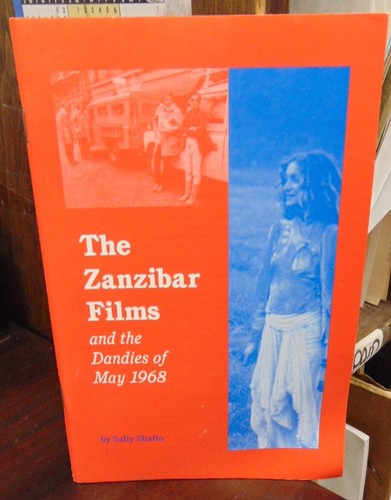 The
Zanzibar
Films
and the
Dandies of
May 1968
by Sally Shafto